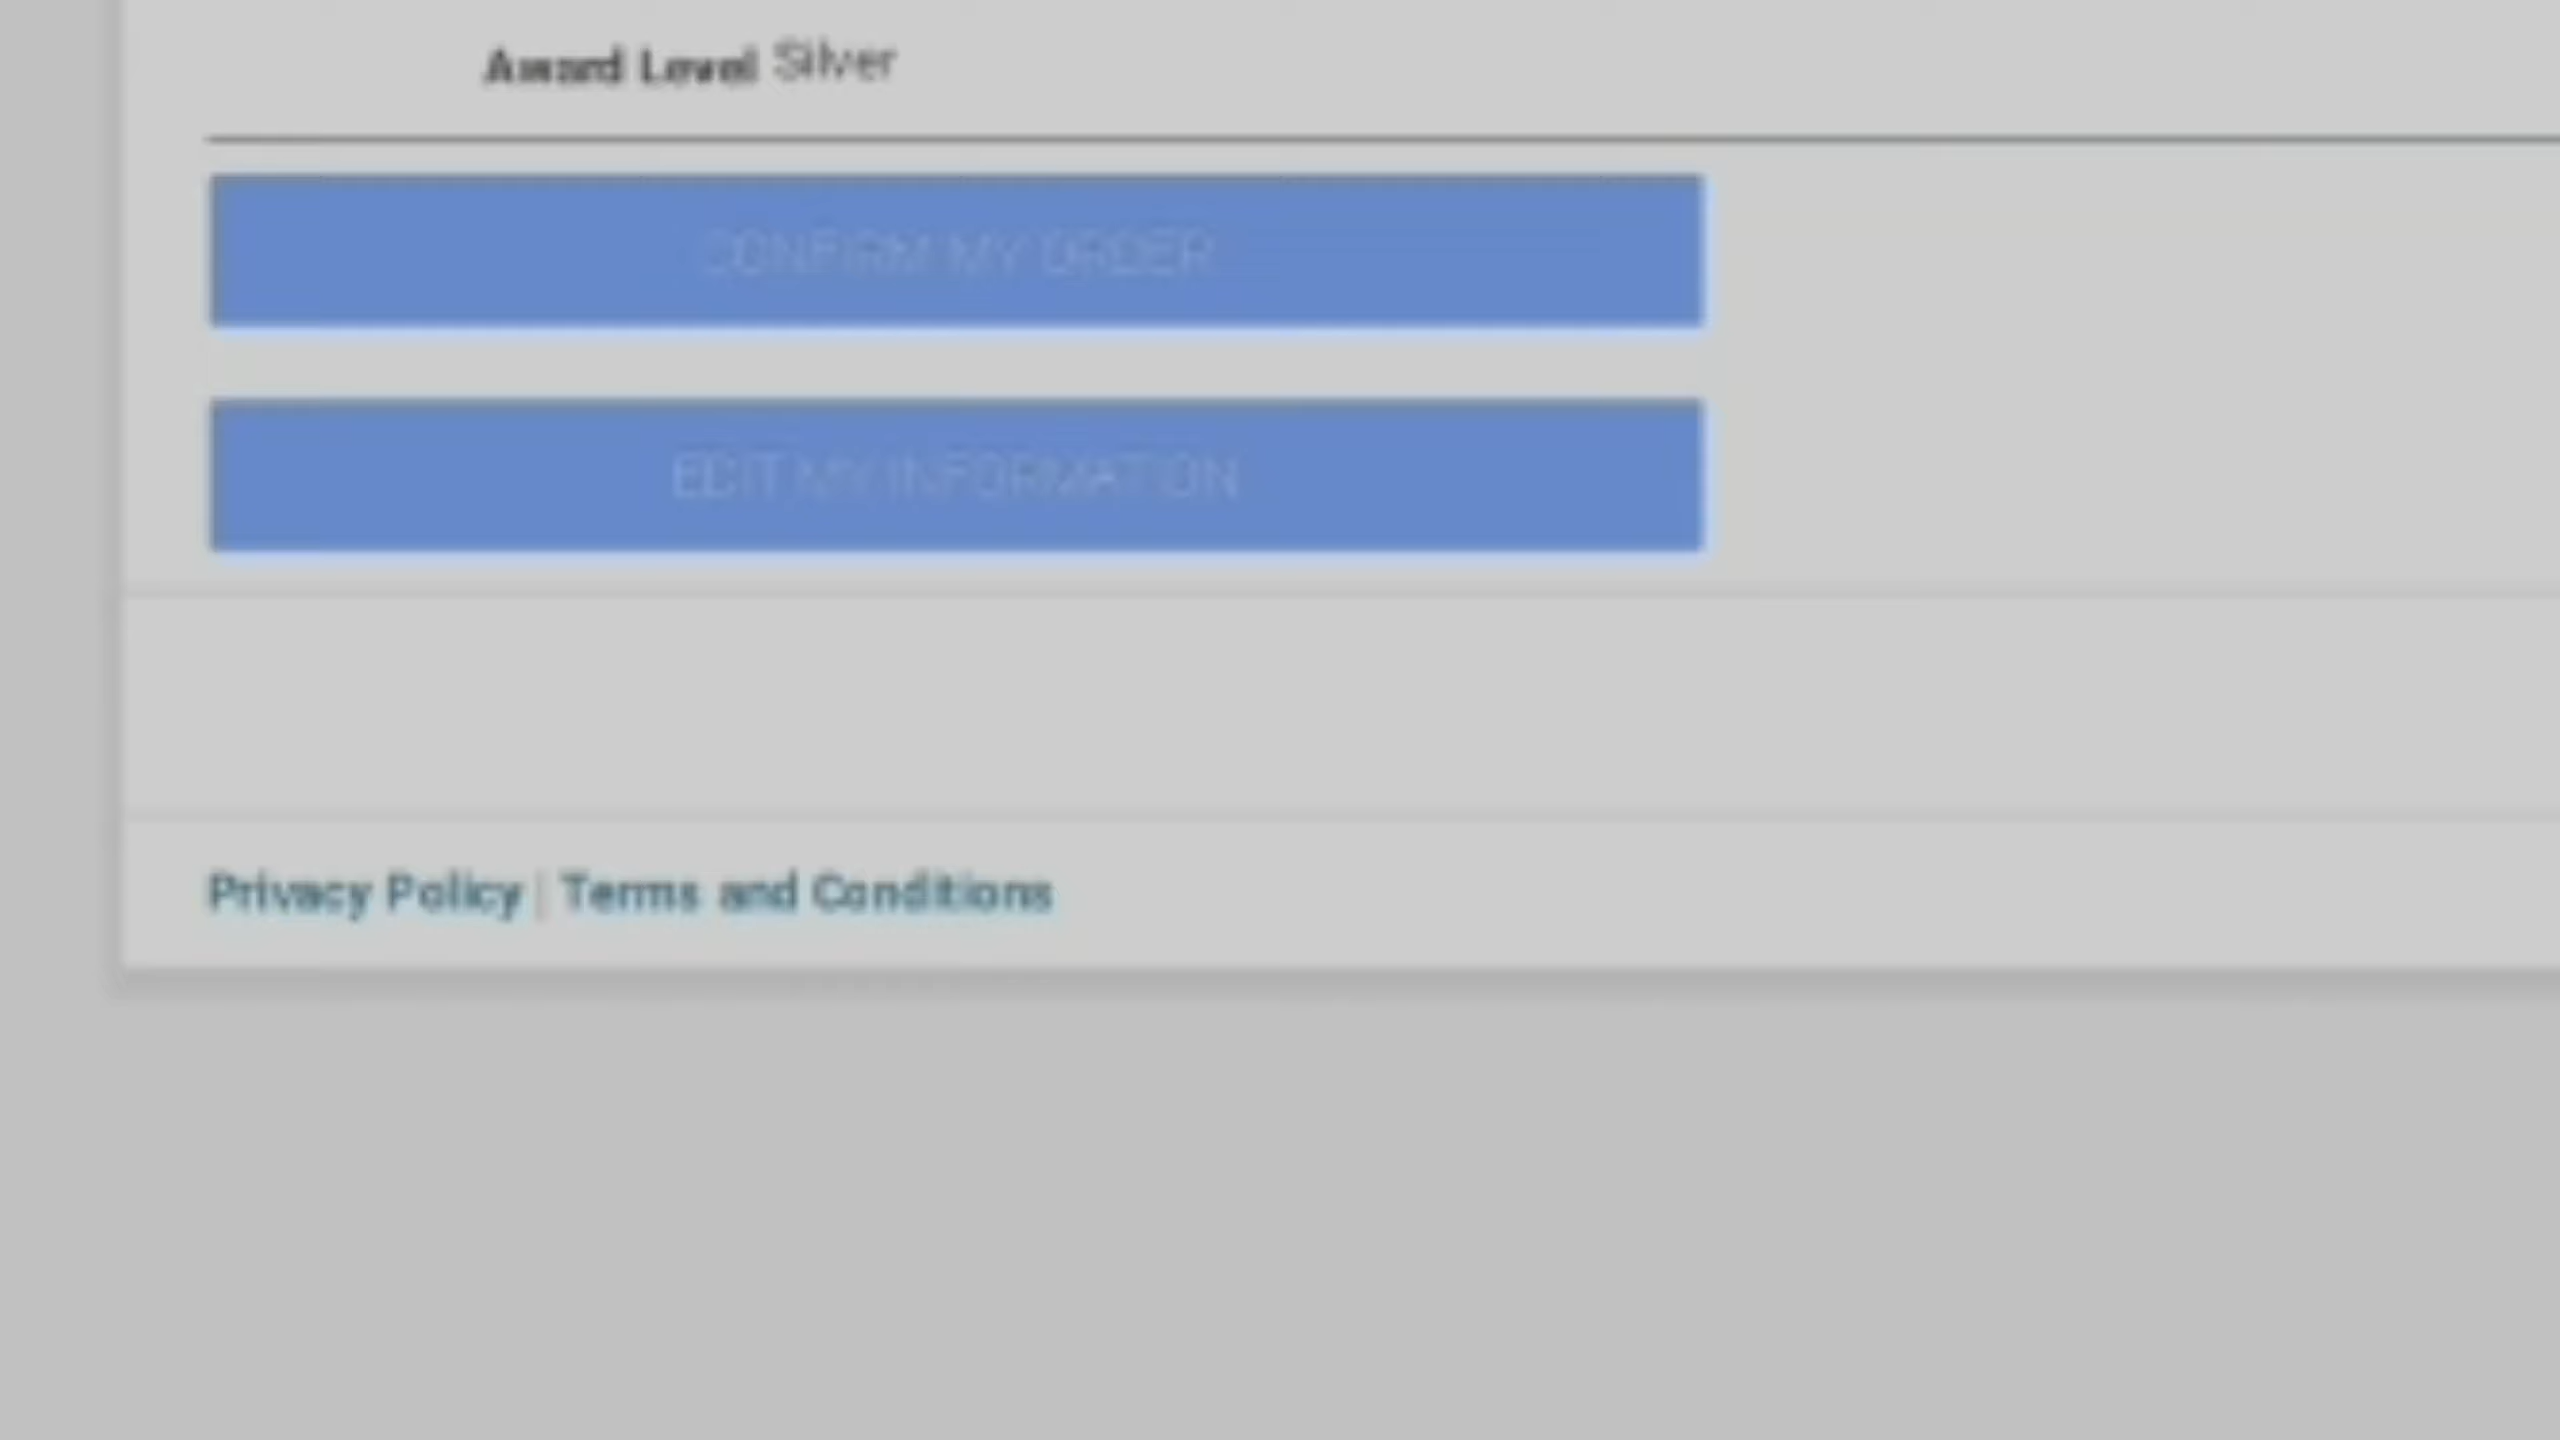 Award Level Silver
CONFIRM MY ORDER
EDIT MY INFORMATION
Privacy Policy | Terms and Conditions